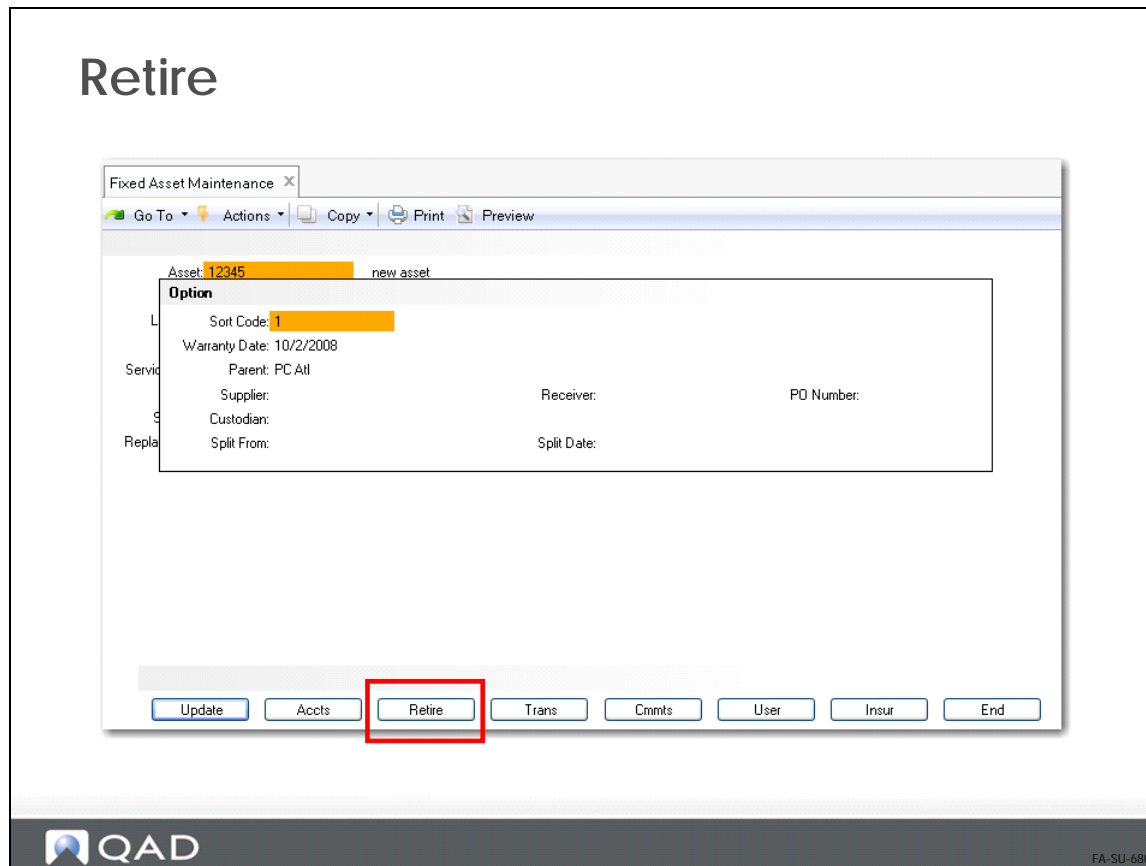 Retire
Fixed Asset Maintenance
Go To Actions Copy Print Preview
Asset: 12345 new asset
Option
L Sort Code: 1
Warranty Date: 10/2/2008
Servic Parent: PC Atl
Supplier: Receiver: PO Number:
S Custodian:
Repla Split From: Split Date:
Update Accts Retire Trans Cmmts User Insur End
QAD